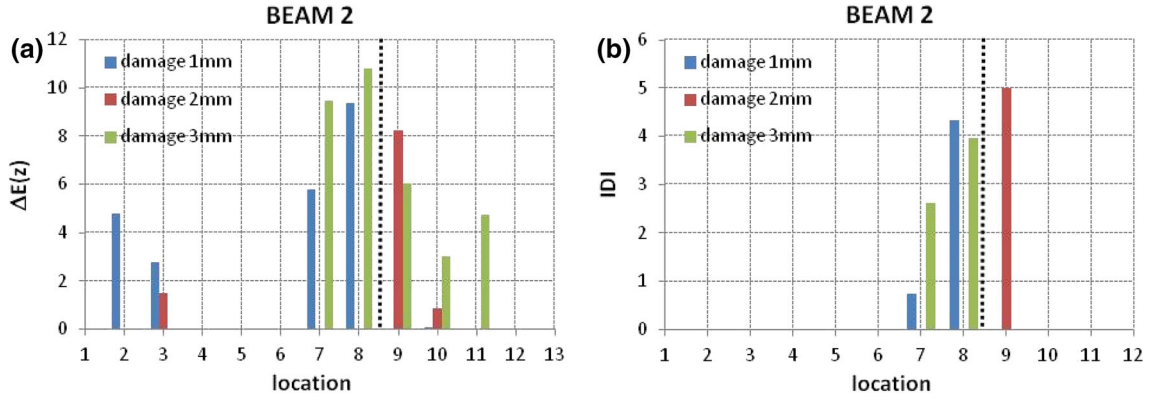 BEAM 2
(a)
12
10
8
6
4
2
0
ΔE(z)
damage 1mm
damage 2mm
damage 3mm
1 2 3 4 5 6 7 8 9 10 11 12 13
location
BEAM 2
(b)
6
5
4
3
2
1
0
IDI
damage 1mm
damage 2mm
damage 3mm
1 2 3 4 5 6 7 8 9 10 11 12
location